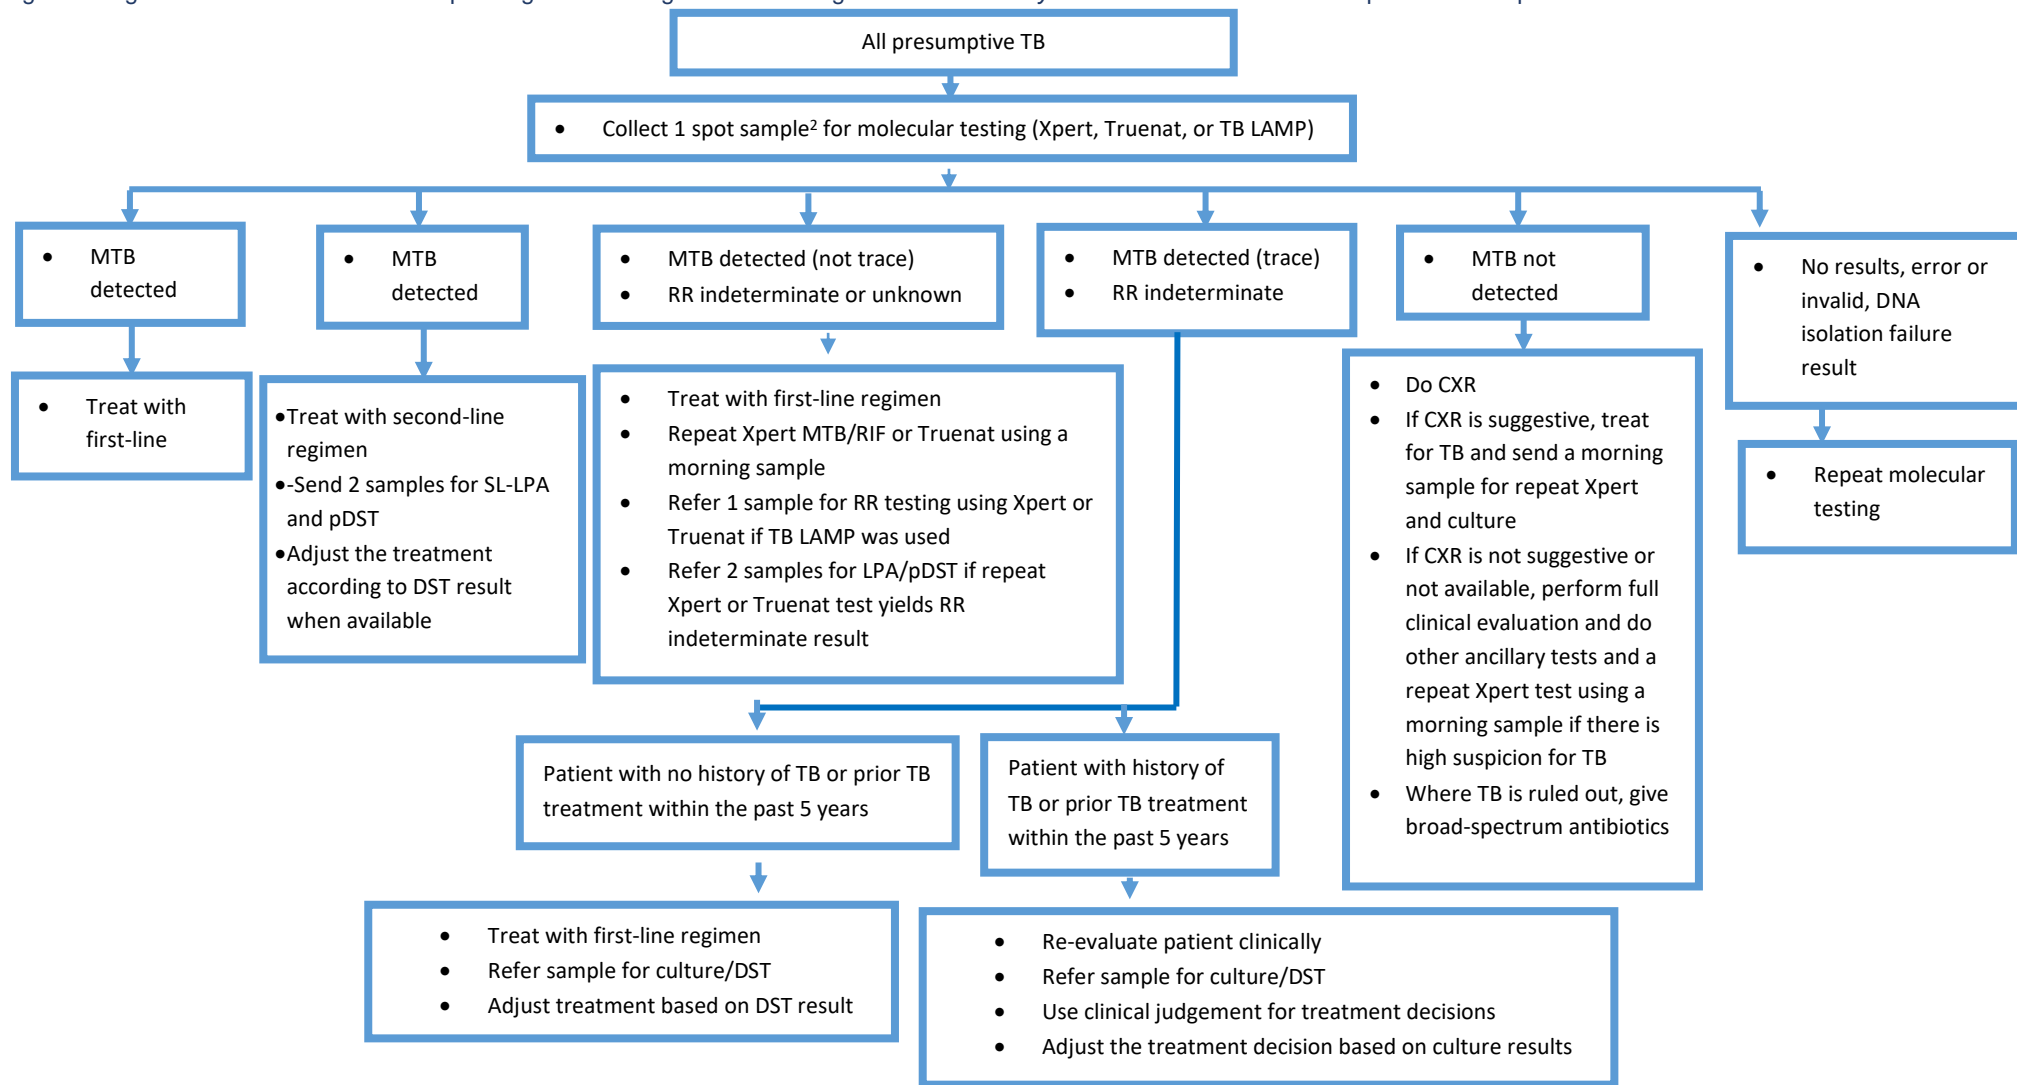 All presumptive TB
• Collect 1 spot sample² for molecular testing (Xpert, Truenat, or TB LAMP)
• MTB
detected
• MTB
detected
• MTB detected (not trace)
• RR indeterminate or unknown
• MTB detected (trace)
• RR indeterminate
• MTB not
detected
• No results, error or
invalid, DNA
isolation failure
result
• Treat with
first-line
•Treat with second-line
regimen
•-Send 2 samples for SL-LPA
and pDST
•Adjust the treatment
according to DST result
when available
• Treat with first-line regimen
• Repeat Xpert MTB/RIF or Truenat using a
morning sample
• Refer 1 sample for RR testing using Xpert or
Truenat if TB LAMP was used
• Refer 2 samples for LPA/pDST if repeat
Xpert or Truenat test yields RR
indeterminate result
• Do CXR
• If CXR is suggestive, treat
for TB and send a morning
sample for repeat Xpert
and culture
• If CXR is not suggestive or
not available, perform full
clinical evaluation and do
other ancillary tests and a
repeat Xpert test using a
morning sample if there is
high suspicion for TB
• Where TB is ruled out, give
broad-spectrum antibiotics
• Repeat molecular
testing
Patient with no history of TB or prior TB
treatment within the past 5 years
Patient with history of
TB or prior TB treatment
within the past 5 years
• Treat with first-line regimen
• Refer sample for culture/DST
• Adjust treatment based on DST result
• Re-evaluate patient clinically
• Refer sample for culture/DST
• Use clinical judgement for treatment decisions
• Adjust the treatment decision based on culture results